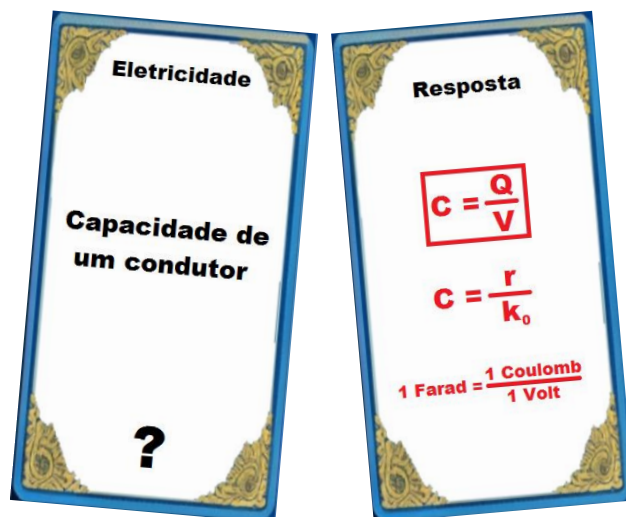 Eletricidade
Capacidade de
um condutor
?
Resposta
C = Q/V
C = r/k₀
1 Farad = 1 Coulomb/1 Volt